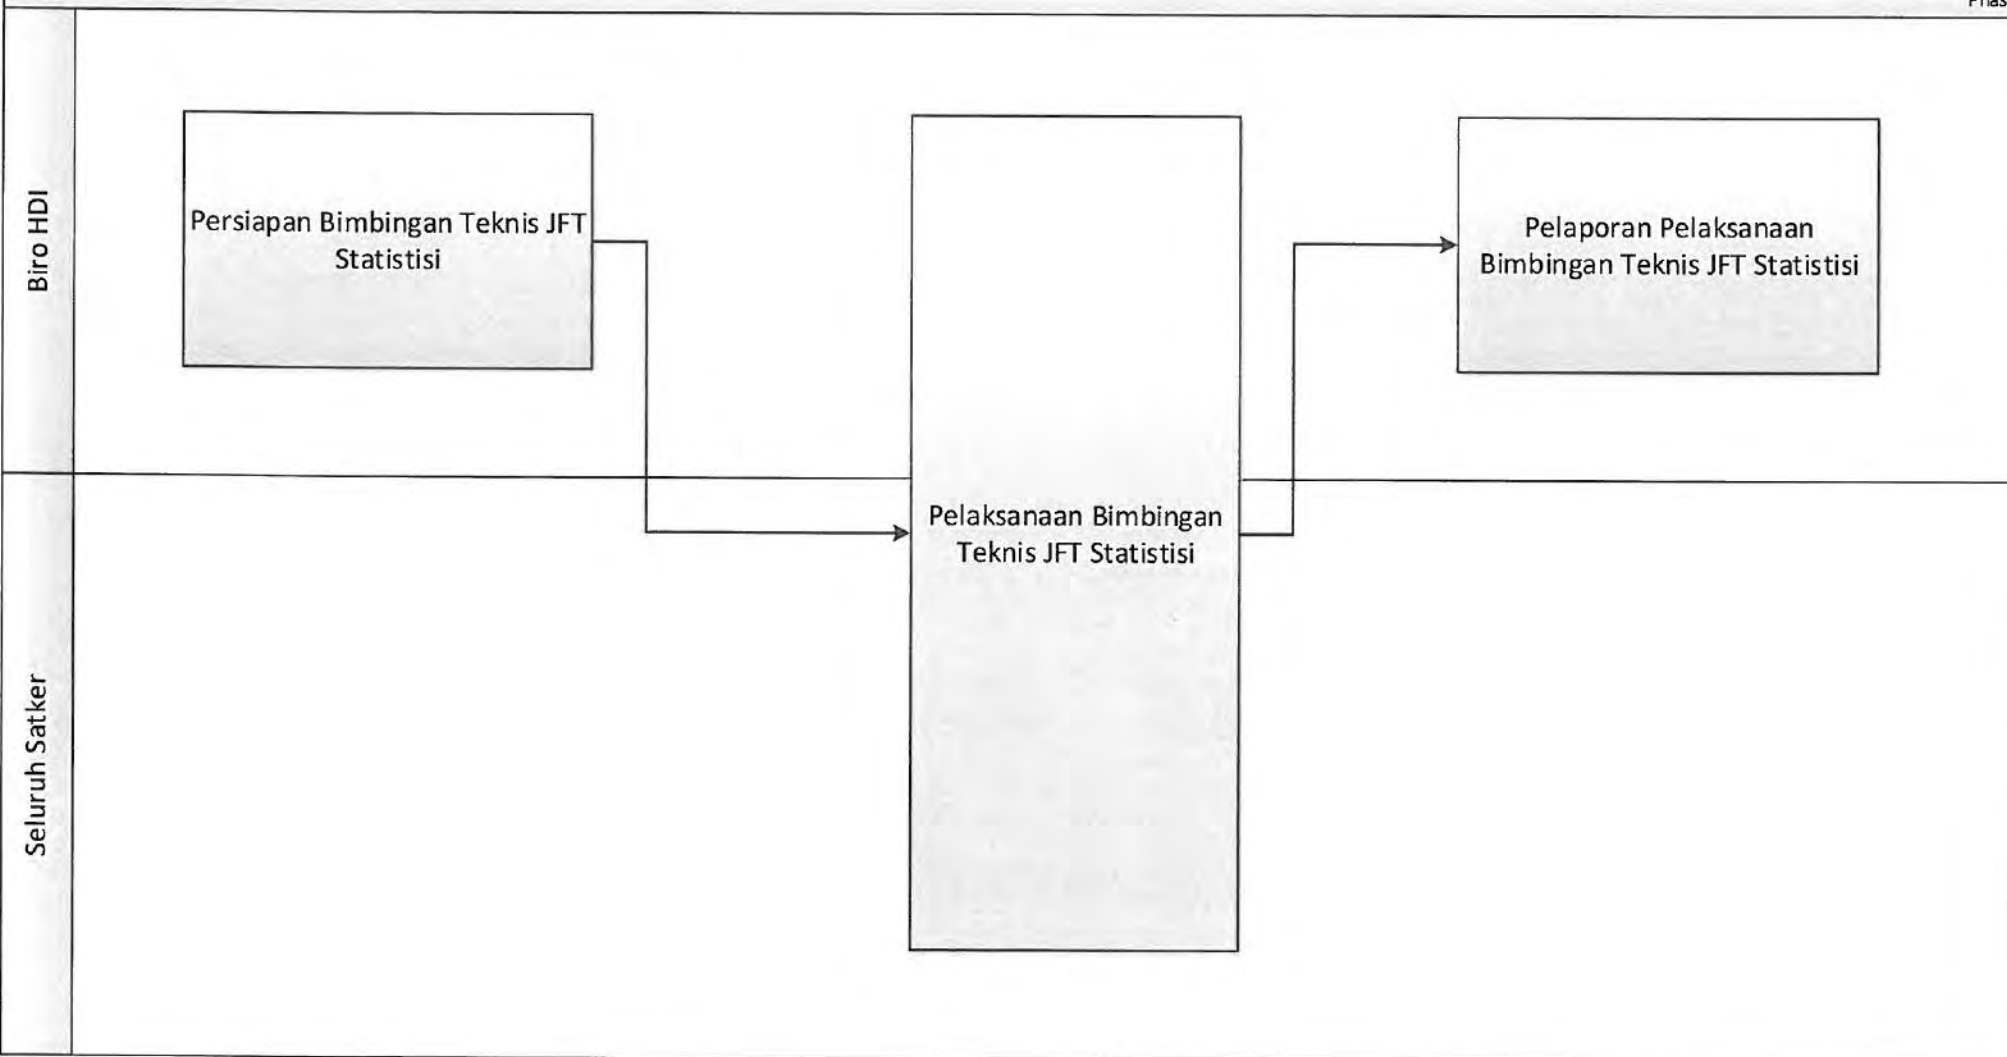 Biro HDI
Persiapan Bimbingan Teknis JFT
Statistisi
Pelaporan Pelaksanaan
Bimbingan Teknis JFT Statistisi
Pelaksanaan Bimbingan
Teknis JFT Statistisi
Seluruh Satker